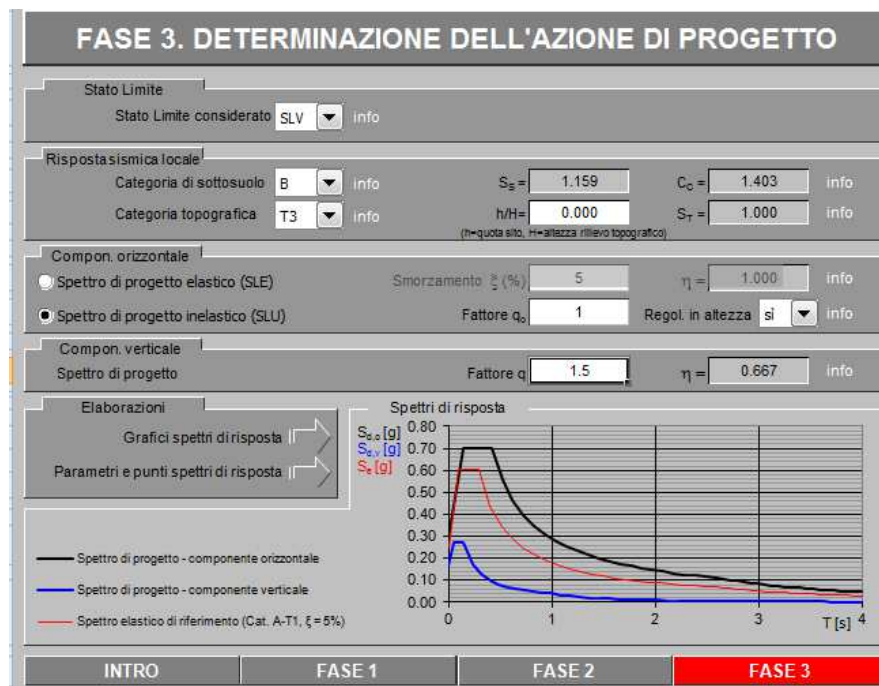 FASE 3. DETERMINAZIONE DELL'AZIONE DI PROGETTO
Stato Limite
Stato Limite considerato SLV info
Risposta sismica locale
Categoria di sottosuolo B info S_S = 1.159 C_C = 1.403 info
Categoria topografica T3 info h/H= 0.000 S_T = 1.000 info
(h=quota sito, H=altezza rilievo topografico)
Compon. orizzontale
Spettro di progetto elastico (SLE) Smorzamento ξ (%) 5 η = 1.000 info
Spettro di progetto inelastico (SLU) Fattore q_o 1 Regol. in altezza sì info
Compon. verticale
Spettro di progetto Fattore q 1.5 η = 0.667 info
Elaborazioni
Grafici spettri di risposta
Parametri e punti spettri di risposta
Spettri di risposta
S_d,o [g]
S_d,v [g]
S_e [g]
0.80
0.70
0.60
0.50
0.40
0.30
0.20
0.10
0.00
0 1 2 3 4
T [s]
Spettro di progetto - componente orizzontale
Spettro di progetto - componente verticale
Spettro elastico di riferimento (Cat. A-T1, ξ = 5%)
INTRO FASE 1 FASE 2 FASE 3